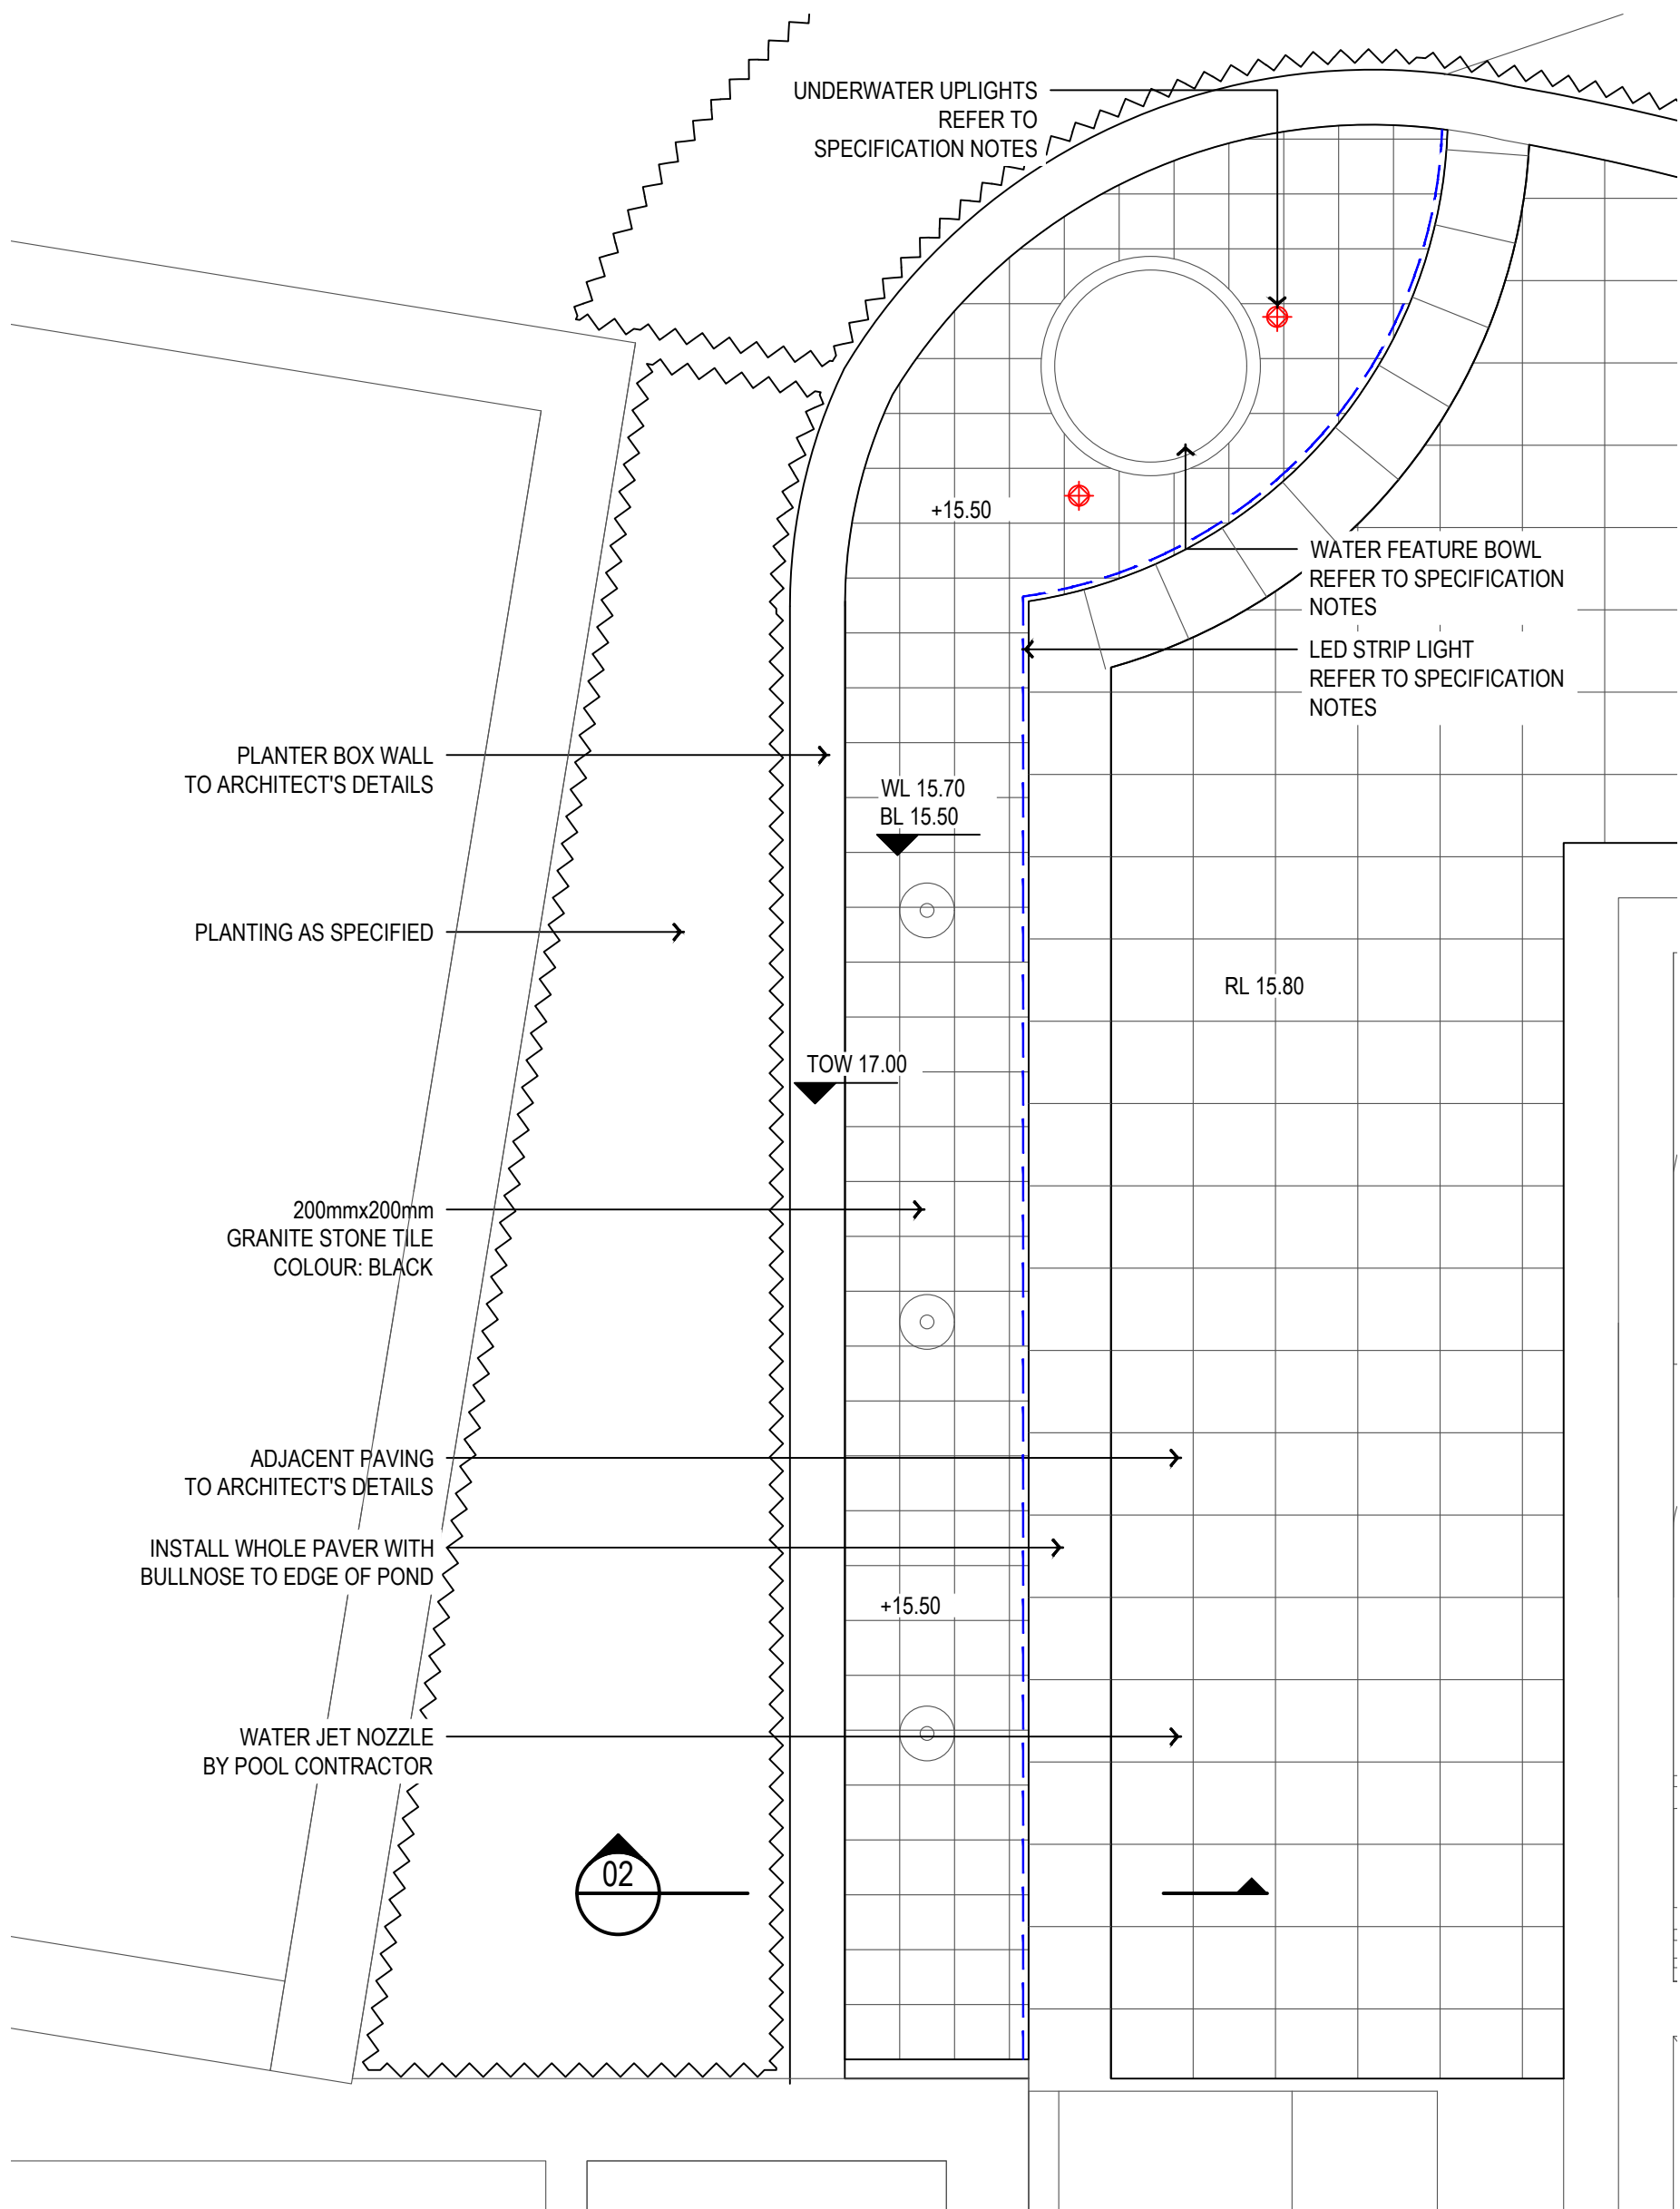 UNDERWATER UPLIGHTS
REFER TO
SPECIFICATION NOTES
+15.50
WATER FEATURE BOWL
REFER TO SPECIFICATION
NOTES
LED STRIP LIGHT
REFER TO SPECIFICATION
NOTES
PLANTER BOX WALL
TO ARCHITECT'S DETAILS
WL 15.70
BL 15.50
PLANTING AS SPECIFIED
RL 15.80
TOW 17.00
200mmx200mm
GRANITE STONE TILE
COLOUR: BLACK
ADJACENT PAVING
TO ARCHITECT'S DETAILS
INSTALL WHOLE PAVER WITH
BULLNOSE TO EDGE OF POND
+15.50
WATER JET NOZZLE
BY POOL CONTRACTOR
02